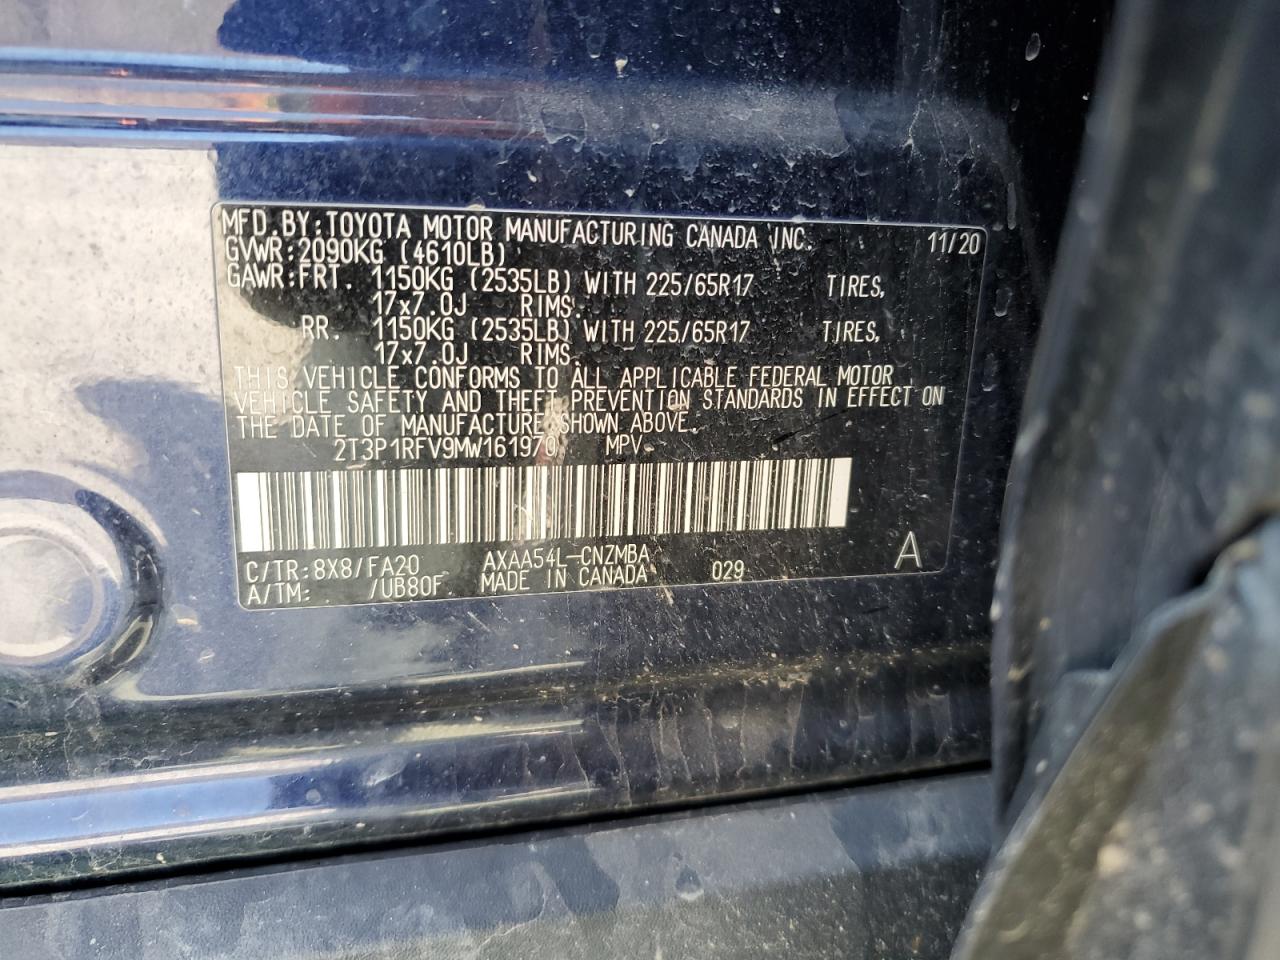 MFD.BY:TOYOTA MOTOR MANUFACTURING CANADA INC. 11/20
GVWR:2090KG (4610LB)
GAWR:FRT. 1150KG (2535LB) WITH 225/65R17 TIRES,
17x7.0J RIMS.
RR. 1150KG (2535LB) WITH 225/65R17 TIRES,
17x7.0J RIMS.
THIS VEHICLE CONFORMS TO ALL APPLICABLE FEDERAL MOTOR
VEHICLE SAFETY AND THEFT PREVENTION STANDARDS IN EFFECT ON
THE DATE OF MANUFACTURE SHOWN ABOVE.
2T3P1RFV9MW161970 MPV
C/TR:8X8/FA20 AXAA54L-CNZMBA
A/TM: /UB80F MADE IN CANADA 029 A